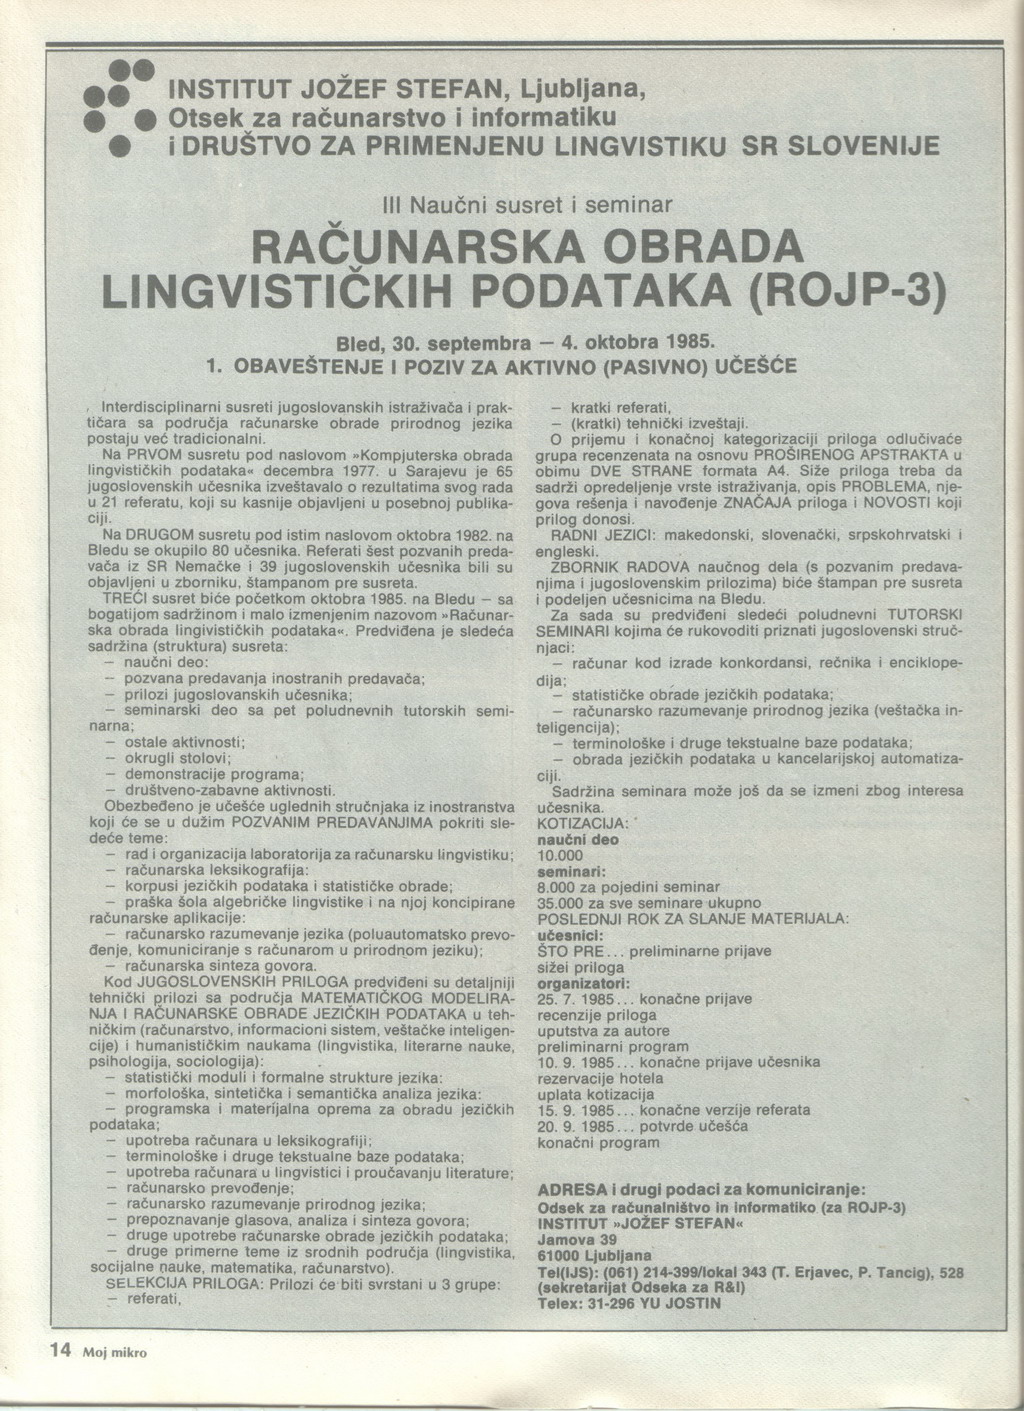 INSTITUT JOŽEF STEFAN, Ljubljana,
Otsek za računarstvo i informatiku
i DRUŠTVO ZA PRIMENJENU LINGVISTIKU SR SLOVENIJE
III Naučni susret i seminar
RAČUNARSKA OBRADA
LINGVISTIČKIH PODATAKA (ROJP-3)
Bled, 30. septembra — 4. oktobra 1985.
1. OBAVEŠTENJE I POZIV ZA AKTIVNO (PASIVNO) UČEŠĆE
Interdisciplinarni susreti jugoslovanskih istraživača i prak-
tičara sa područja računarske obrade prirodnog jezika
postaju već tradicionalni.
Na PRVOM susretu pod naslovom »Kompjuterska obrada
lingvističkih podataka« decembra 1977. u Sarajevu je 65
jugoslovenskih učesnika izveštavalo o rezultatima svog rada
u 21 referatu, koji su kasnije objavljeni u posebnoj publika-
ciji.
Na DRUGOM susretu pod istim naslovom oktobra 1982. na
Bledu se okupilo 80 učesnika. Referati šest pozvanih preda-
vača iz SR Nemačke i 39 jugoslovenskih učesnika bili su
objavljeni u zborniku, štampanom pre susreta.
TREĆI susret biće početkom oktobra 1985. na Bledu — sa
bogatijom sadržinom i malo izmenjenim nazovom »Računar-
ska obrada lingivističkih podataka«. Predviđena je sledeća
sadržina (struktura) susreta:
— naučni deo:
— pozvana predavanja inostranih predavača;
— prilozi jugoslovanskih učesnika;
— seminarski deo sa pet poludnevnih tutorskih semi-
narna;
— ostale aktivnosti;
— okrugli stolovi;
— demonstracije programa;
— društveno-zabavne aktivnosti.
Obezbeđeno je učešće uglednih stručnjaka iz inostranstva
koji će se u dužim POZVANIM PREDAVANJIMA pokriti sle-
deće teme:
— rad i organizacija laboratorija za računarsku lingvistiku;
— računarska leksikografija:
— korpusi jezičkih podataka i statističke obrade;
— praška šola algebričke lingvistike i na njoj koncipirane
računarske aplikacije:
— računarsko razumevanje jezika (poluautomatsko prevo-
đenje, komuniciranje s računarom u prirodnom jeziku);
— računarska sinteza govora.
Kod JUGOSLOVENSKIH PRILOGA predviđeni su detaljniji
tehnički prilozi sa područja MATEMATIČKOG MODELIRA-
NJA I RAČUNARSKE OBRADE JEZIČKIH PODATAKA u teh-
ničkim (računarstvo, informacioni sistem, veštačke inteligen-
cije) i humanističkim naukama (lingvistika, literarne nauke,
psihologija, sociologija):
— statistički moduli i formalne strukture jezika:
— morfološka, sintetička i semantička analiza jezika:
— programska i materijalna oprema za obradu jezičkih
podataka;
— upotreba računara u leksikografiji;
— terminološke i druge tekstualne baze podataka;
— upotreba računara u lingvistici i proučavanju literature;
— računarsko prevođenje;
— računarsko razumevanje prirodnog jezika;
— prepoznavanje glasova, analiza i sinteza govora;
— druge upotrebe računarske obrade jezičkih podataka;
— druge primerne teme iz srodnih područja (lingvistika,
socijalne nauke, matematika, računarstvo).
SELEKCIJA PRILOGA: Prilozi će biti svrstani u 3 grupe:
— referati,
— kratki referati,
— (kratki) tehnički izveštaji.
O prijemu i konačnoj kategorizaciji priloga odlučivaće
grupa recenzenata na osnovu PROŠIRENOG APSTRAKTA u
obimu DVE STRANE formata A4. Siže priloga treba da
sadrži opredeljenje vrste istraživanja, opis PROBLEMA, nje-
gova rešenja i navođenje ZNAČAJA priloga i NOVOSTI koji
prilog donosi.
RADNI JEZICI: makedonski, slovenački, srpskohrvatski i
engleski.
ZBORNIK RADOVA naučnog dela (s pozvanim predava-
njima i jugoslovenskim prilozima) biće štampan pre susreta
i podeljen učesnicima na Bledu.
Za sada su predviđeni sledeći poludnevni TUTORSKI
SEMINARI kojima će rukovoditi priznati jugoslovenski struč-
njaci:
— računar kod izrade konkordansi, rečnika i enciklope-
dija;
— statističke obrade jezičkih podataka;
— računarsko razumevanje prirodnog jezika (veštačka in-
teligencija);
— terminološke i druge tekstualne baze podataka;
— obrada jezičkih podataka u kancelarijskoj automatiza-
ciji.
Sadržina seminara može još da se izmeni zbog interesa
učesnika.
KOTIZACIJA:
naučni deo
10.000
seminari:
8.000 za pojedini seminar
35.000 za sve seminare ukupno
POSLEDNJI ROK ZA SLANJE MATERIJALA:
učesnici:
ŠTO PRE... preliminarne prijave
sižei priloga
organizatori:
25. 7. 1985... konačne prijave
recenzije priloga
uputstva za autore
preliminarni program
10. 9. 1985... konačne prijave učesnika
rezervacije hotela
uplata kotizacija
15. 9. 1985... konačne verzije referata
20. 9. 1985... potvrde učešća
konačni program
ADRESA i drugi podaci za komuniciranje:
Odsek za računalništvo in informatiko (za ROJP-3)
INSTITUT »JOŽEF STEFAN«
Jamova 39
61000 Ljubljana
Tel(IJS): (061) 214-399/lokal 343 (T. Erjavec, P. Tancig), 528
(sekretarijat Odseka za R&I)
Telex: 31-296 YU JOSTIN
14 Moj mikro